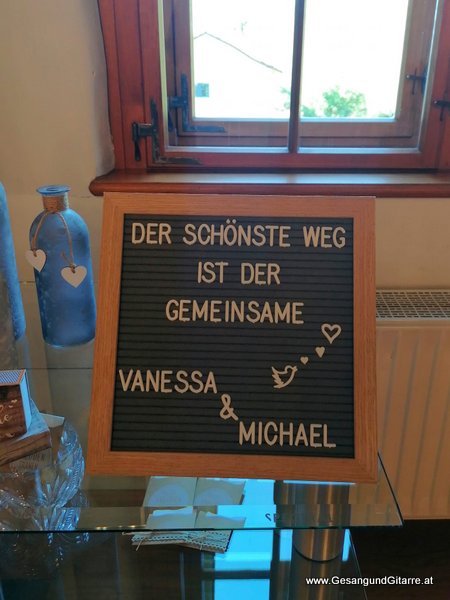 DER SCHÖNSTE WEG
IST DER
GEMEINSAME
VANESSA
&
MICHAEL
www.GesangundGitarre.at